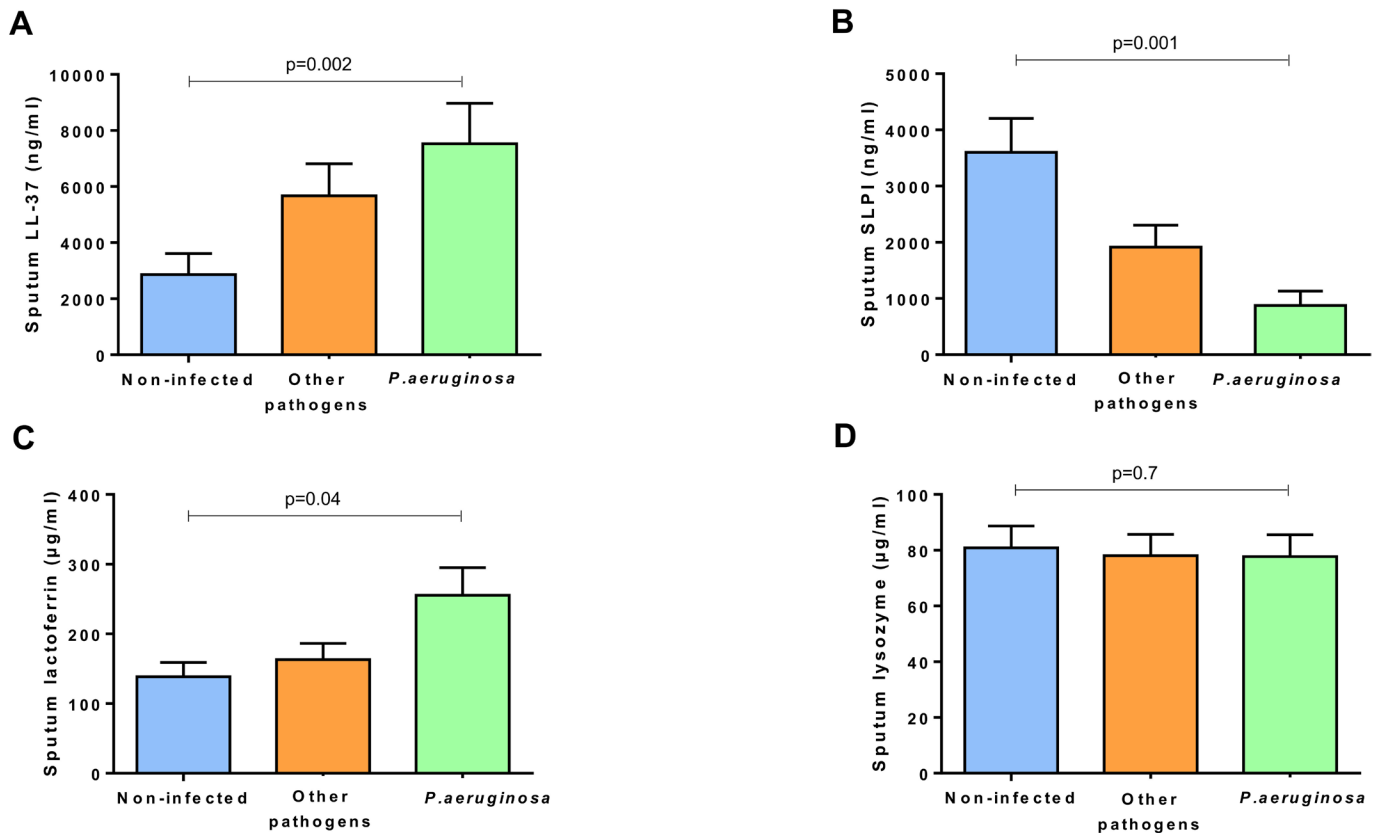 A
p=0.002
Sputum LL-37 (ng/ml)
10000
8000
6000
4000
2000
0
Non-infected
Other
pathogens
P.aeruginosa
B
p=0.001
Sputum SLPI (ng/ml)
5000
4000
3000
2000
1000
0
Non-infected
Other
pathogens
P.aeruginosa
C
p=0.04
Sputum lactoferrin (µg/ml)
400
300
200
100
0
Non-infected
Other
pathogens
P.aeruginosa
D
p=0.7
Sputum lysozyme (µg/ml)
100
80
60
40
20
0
Non-infected
Other
pathogens
P.aeruginosa